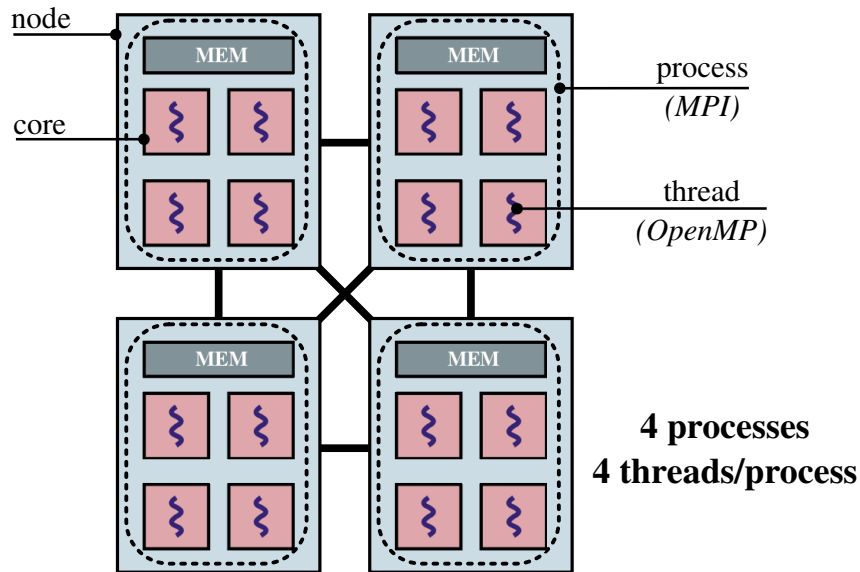 node
MEM
MEM
process
(MPI)
core
thread
(OpenMP)
MEM
MEM
4 processes
4 threads/process